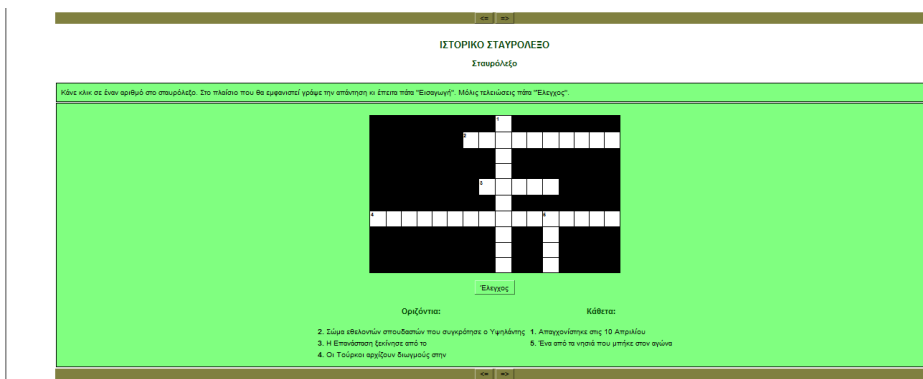 <= =>
ΙΣΤΟΡΙΚΟ ΣΤΑΥΡΟΛΕΞΟ
Σταυρόλεξο
Κάνε κλικ σε έναν αριθμό στο σταυρόλεξο. Στο πλαίσιο που θα εμφανιστεί γράψε την απάντηση κι έπειτα πάτα "Εισαγωγή". Μόλις τελειώσεις πάτα "Έλεγχος".
1
2
3
4 5
Έλεγχος
Οριζόντια: Κάθετα:
2. Σώμα εθελοντών σπουδαστών που συγκρότησε ο Υψηλάντης 1. Απαγχονίστηκε στις 10 Απριλίου
3. Η Επανάσταση ξεκίνησε από το 5. Ένα από τα νησιά που μπήκε στον αγώνα
4. Οι Τούρκοι αρχίζουν διωγμούς στην
<= =>